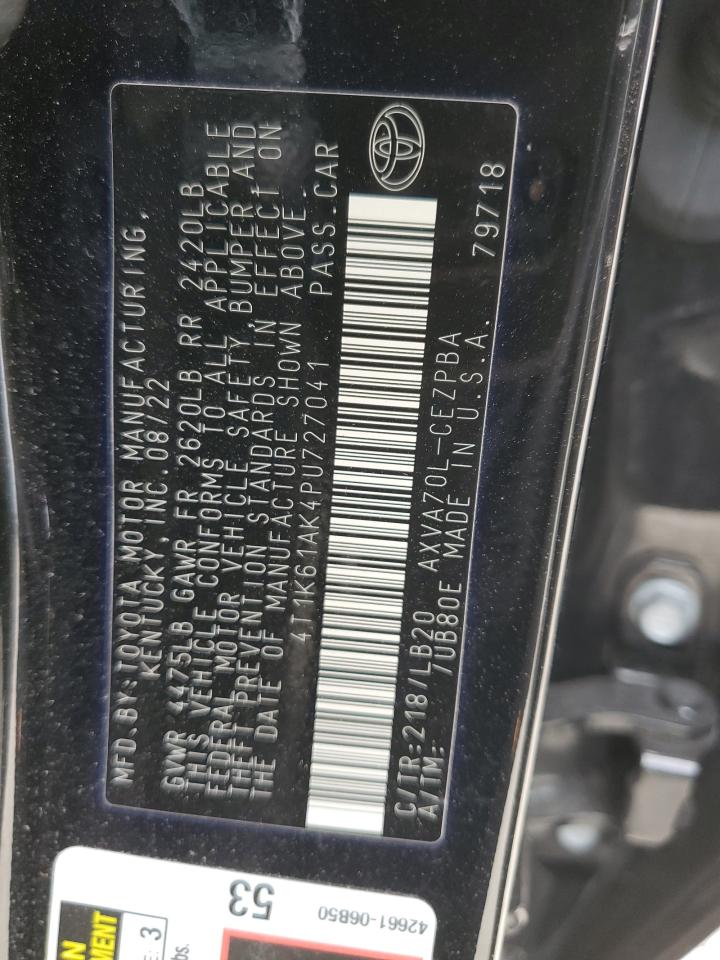 MFD.BY:TOYOTA MOTOR MANUFACTURING,
KENTUCKY,INC.08/22
GVWR 4475LB GAWR FR 2620LB RR 2420LB
THIS VEHICLE CONFORMS TO ALL APPLICABLE
FEDERAL MOTOR VEHICLE SAFETY,BUMPER AND
THEFT PREVENTION STANDARDS IN EFFECT ON
THE DATE OF MANUFACTURE SHOWN ABOVE.
4T1K61AK4PU727041 PASS.CAR
C/TR:218/LB20 AXVA70L-CEZPBA
A/TM: 7UB80E MADE IN U.S.A. 79718
53
42661-06B50
3